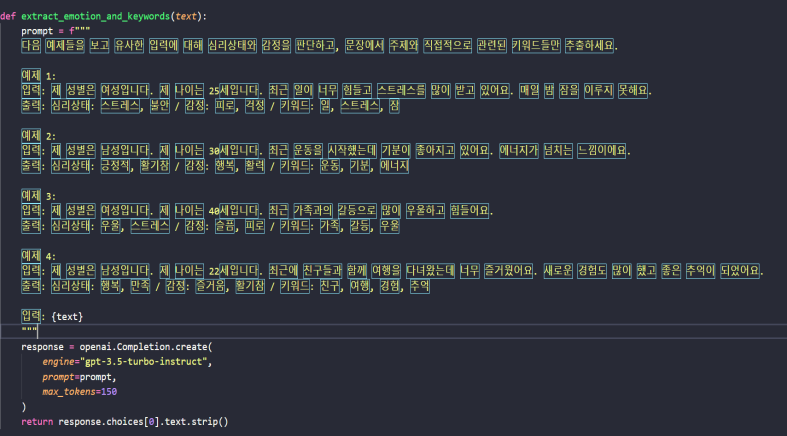 def extract_emotion_and_keywords(text):
prompt = f"""
다음 예제들을 보고 유사한 입력에 대해 심리상태와 감정을 판단하고, 문장에서 주제와 직접적으로 관련된 키워드들만 추출하세요.
예제 1:
입력: 제 성별은 여성입니다. 제 나이는 25세입니다. 최근 일이 너무 힘들고 스트레스를 많이 받고 있어요. 매일 밤 잠을 이루지 못해요.
출력: 심리상태: 스트레스, 불안 / 감정: 피로, 걱정 / 키워드: 일, 스트레스, 잠
예제 2:
입력: 제 성별은 남성입니다. 제 나이는 30세입니다. 최근 운동을 시작했는데 기분이 좋아지고 있어요. 에너지가 넘치는 느낌이에요.
출력: 심리상태: 긍정적, 활기참 / 감정: 행복, 활력 / 키워드: 운동, 기분, 에너지
예제 3:
입력: 제 성별은 여성입니다. 제 나이는 40세입니다. 최근 가족과의 갈등으로 많이 우울하고 힘들어요.
출력: 심리상태: 우울, 스트레스 / 감정: 슬픔, 피로 / 키워드: 가족, 갈등, 우울
예제 4:
입력: 제 성별은 남성입니다. 제 나이는 22세입니다. 최근에 친구들과 함께 여행을 다녀왔는데 너무 즐거웠어요. 새로운 경험도 많이 했고 좋은 추억이 되었어요.
출력: 심리상태: 행복, 만족 / 감정: 즐거움, 활기참 / 키워드: 친구, 여행, 경험, 추억
입력: {text}
"""
response = openai.Completion.create(
engine="gpt-3.5-turbo-instruct",
prompt=prompt,
max_tokens=150
)
return response.choices[0].text.strip()